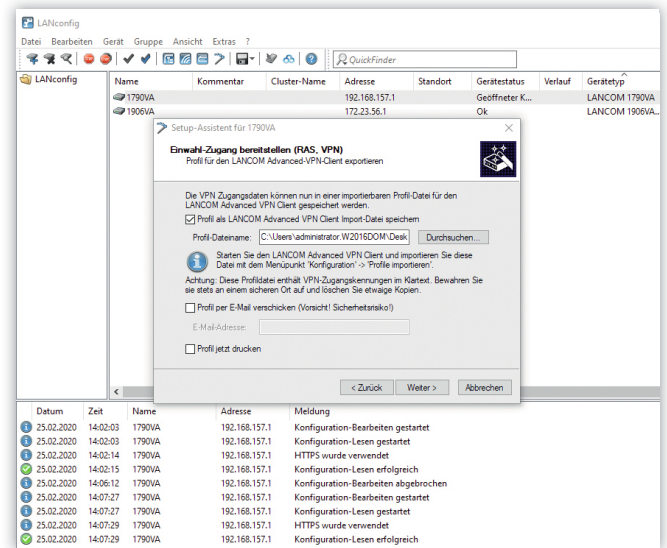 LANconfig
Datei Bearbeiten Gerät Gruppe Ansicht Extras ?
QuickFinder
LANconfig
Name Kommentar Cluster-Name Adresse Standort Gerätestatus Verlauf Gerätetyp
1790VA 192.168.157.1 Geöffneter K... LANCOM 1790VA
1906VA 172.23.56.1 Ok LANCOM 1906VA...
Setup-Assistent für 1790VA
Einwahl-Zugang bereitstellen (RAS, VPN)
Profil für den LANCOM Advanced-VPN-Client exportieren
Die VPN Zugangsdaten können nun in einer importierbaren Profil-Datei für den
LANCOM Advanced VPN Client gespeichert werden.
Profil als LANCOM Advanced VPN Client Import-Datei speichern
Profil-Dateiname: C:\Users\administrator.W2016DOM\Desk Durchsuchen...
Starten Sie den LANCOM Advanced VPN Client und importieren Sie diese
Datei mit dem Menüpunkt 'Konfiguration' -> 'Profile importieren'.
Achtung: Diese Profildatei enthält VPN-Zugangskennungen im Klartext. Bewahren Sie
sie stets an einem sicheren Ort auf und löschen Sie etwaige Kopien.
Profil per E-Mail verschicken (Vorsicht! Sicherheitsrisiko!)
E-Mail-Adresse:
Profil jetzt drucken
< Zurück Weiter > Abbrechen
Datum Zeit Name Adresse Meldung
25.02.2020 14:02:03 1790VA 192.168.157.1 Konfiguration-Bearbeiten gestartet
25.02.2020 14:02:03 1790VA 192.168.157.1 Konfiguration-Lesen gestartet
25.02.2020 14:02:14 1790VA 192.168.157.1 HTTPS wurde verwendet
25.02.2020 14:02:15 1790VA 192.168.157.1 Konfiguration-Lesen erfolgreich
25.02.2020 14:06:12 1790VA 192.168.157.1 Konfiguration-Bearbeiten abgebrochen
25.02.2020 14:07:27 1790VA 192.168.157.1 Konfiguration-Bearbeiten gestartet
25.02.2020 14:07:27 1790VA 192.168.157.1 Konfiguration-Lesen gestartet
25.02.2020 14:07:29 1790VA 192.168.157.1 HTTPS wurde verwendet
25.02.2020 14:07:29 1790VA 192.168.157.1 Konfiguration-Lesen erfolgreich